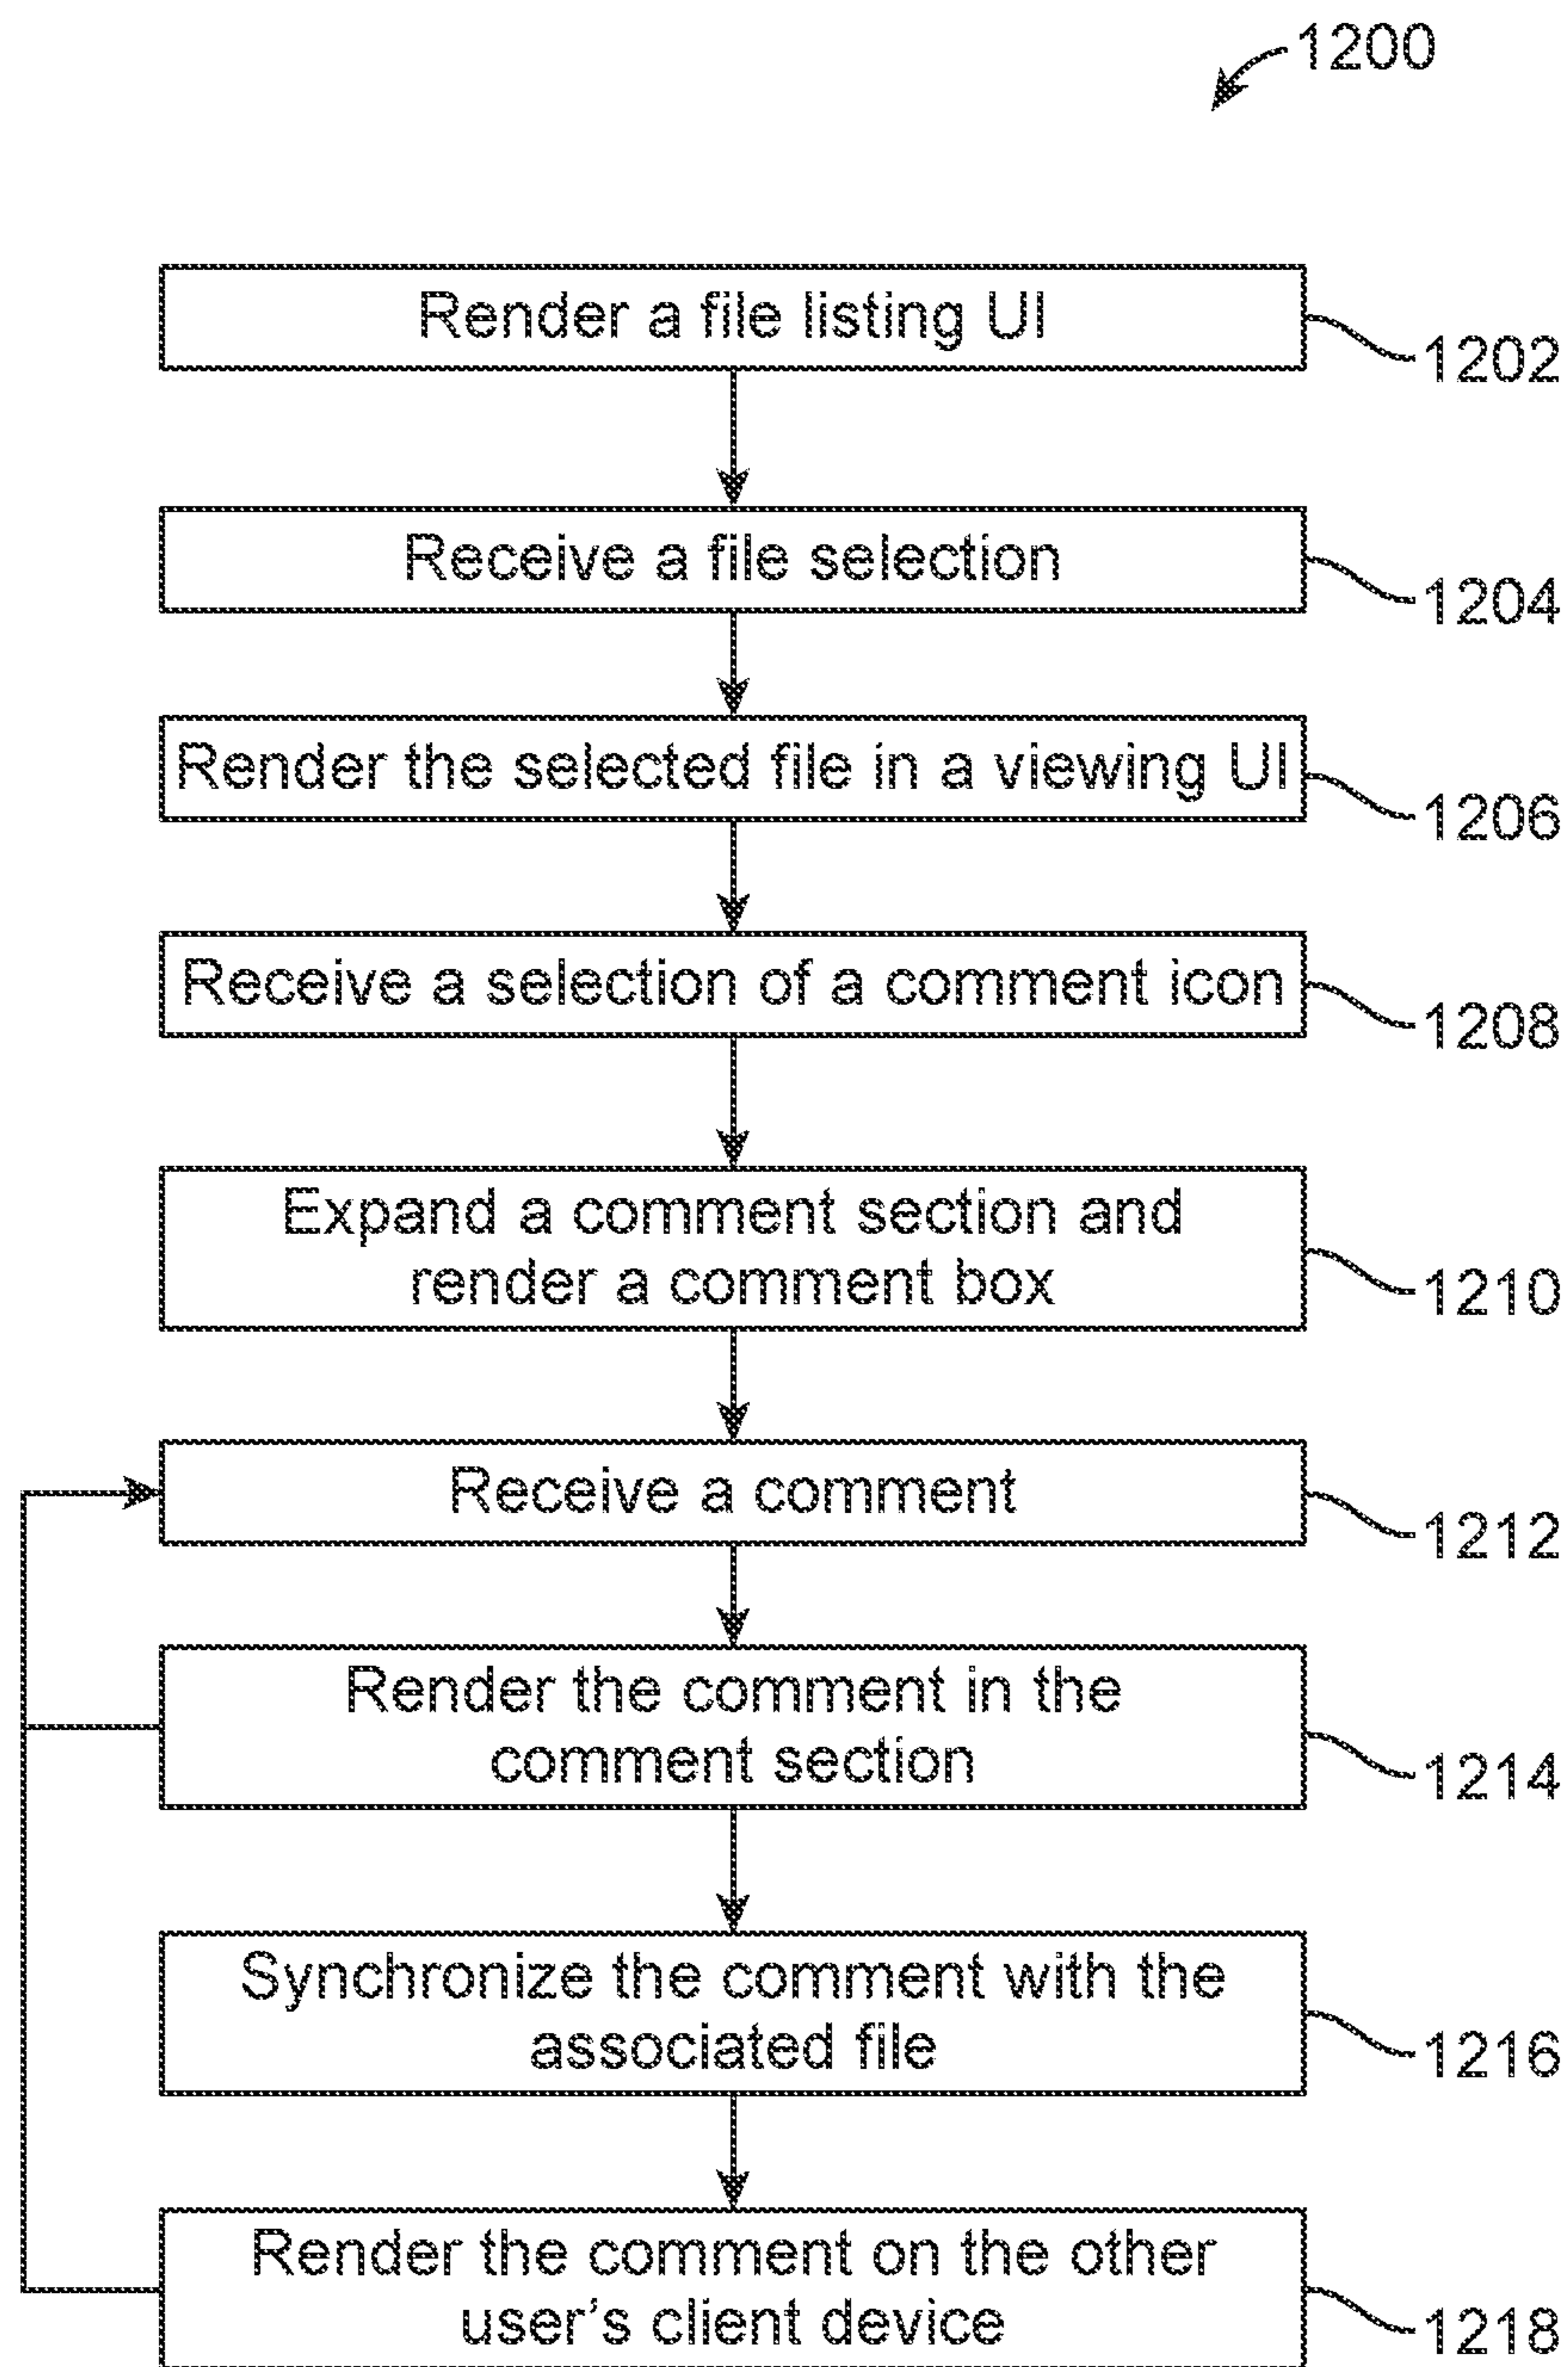 1200
Render a file listing UI
1202
Receive a file selection
1204
Render the selected file in a viewing UI
1206
Receive a selection of a comment icon
1208
Expand a comment section and
render a comment box
1210
Receive a comment
1212
Render the comment in the
comment section
1214
Synchronize the comment with the
associated file
1216
Render the comment on the other
user's client device
1218